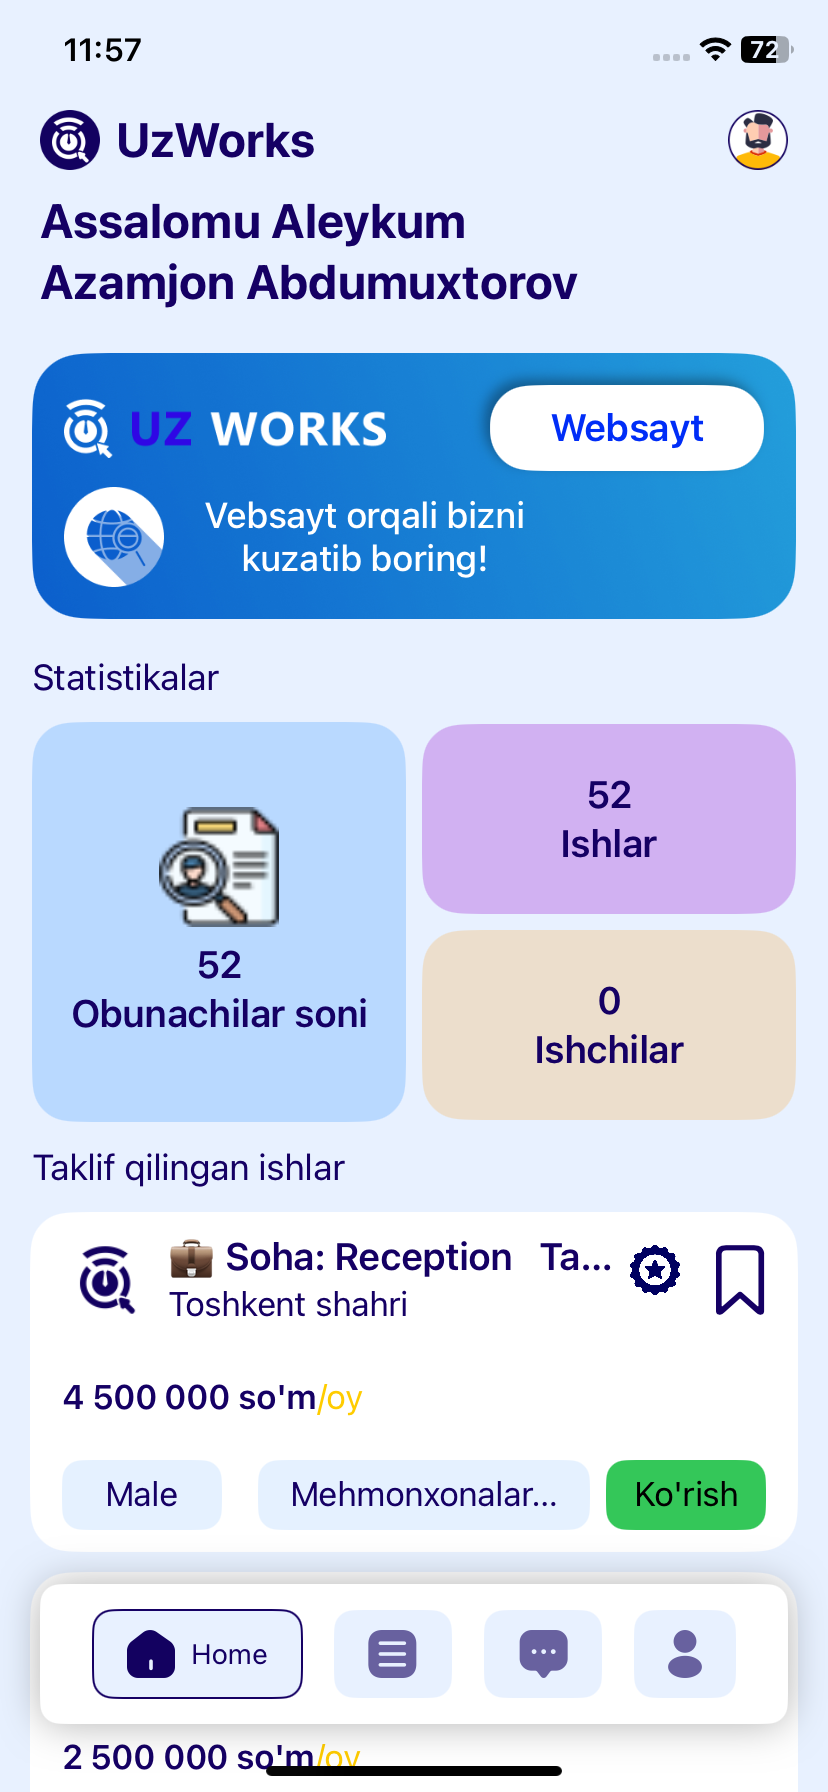 11:57
72
UzWorks
Assalomu Aleykum
Azamjon Abdumuxtorov
UZ WORKS
Websayt
Vebsayt orqali bizni
kuzatib boring!
Statistikalar
52
Obunachilar soni
52
Ishlar
0
Ishchilar
Taklif qilingan ishlar
💼 Soha: Reception Ta...
Toshkent shahri
4 500 000 so'm/oy
Male
Mehmonxonalar...
Ko'rish
Home
2 500 000 so'm/oy